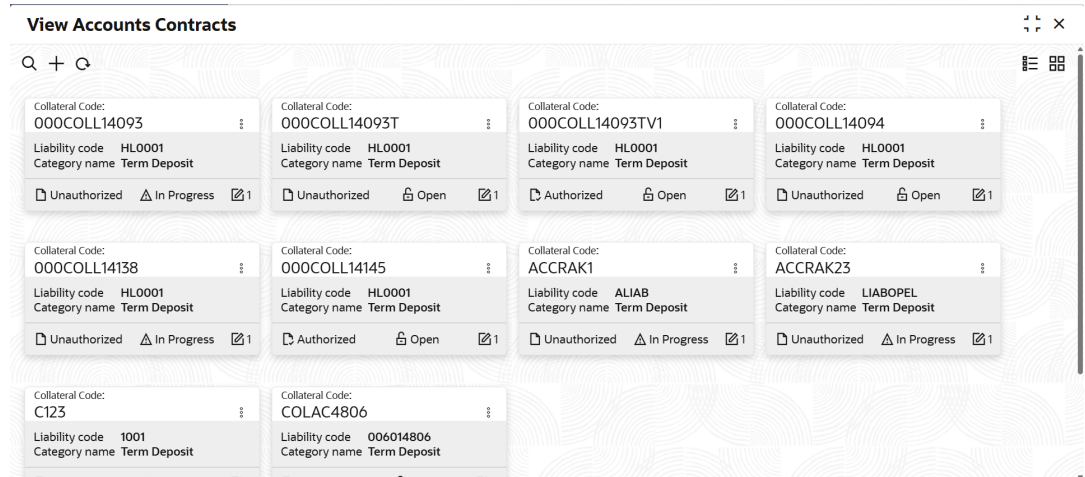 View Accounts Contracts
Collateral Code: Collateral Code: Collateral Code: Collateral Code:
000COLL14093 000COLL14093T 000COLL14093TV1 000COLL14094
Liability code HL0001 Liability code HL0001 Liability code HL0001 Liability code HL0001
Category name Term Deposit Category name Term Deposit Category name Term Deposit Category name Term Deposit
Unauthorized In Progress 1 Unauthorized Open 1 Authorized Open 1 Unauthorized Open 1
Collateral Code: Collateral Code: Collateral Code: Collateral Code:
000COLL14138 000COLL14145 ACCRAK1 ACCRAK23
Liability code HL0001 Liability code HL0001 Liability code ALIAB Liability code LIABOPEL
Category name Term Deposit Category name Term Deposit Category name Term Deposit Category name Term Deposit
Unauthorized In Progress 1 Authorized Open 1 Unauthorized In Progress 1 Unauthorized In Progress 1
Collateral Code: Collateral Code:
C123 COLAC4806
Liability code 1001 Liability code 006014806
Category name Term Deposit Category name Term Deposit